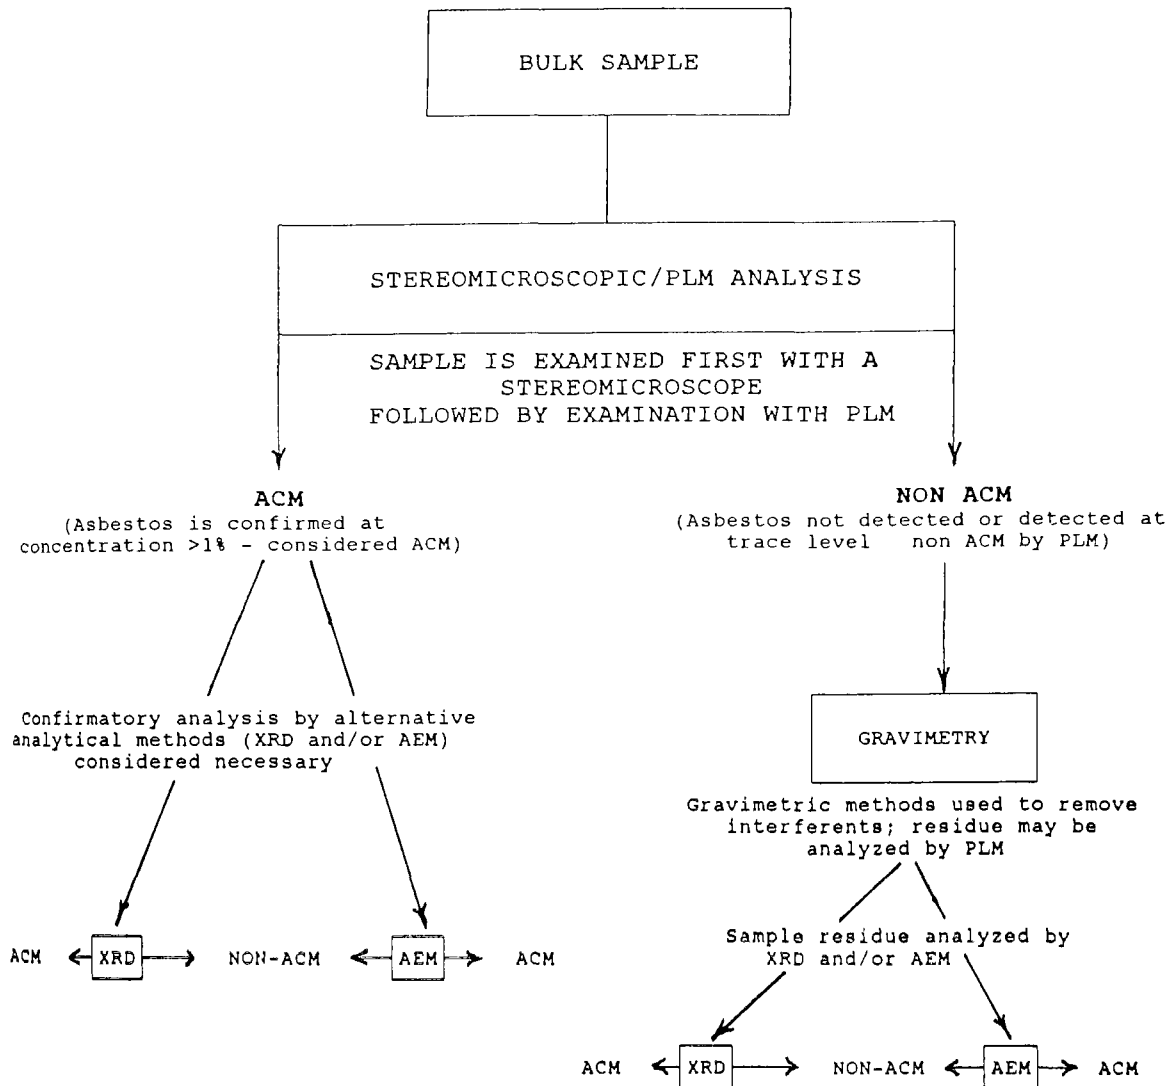 BULK SAMPLE
STEREOMICROSCOPIC/PLM ANALYSIS
SAMPLE IS EXAMINED FIRST WITH A
STEREOMICROSCOPE
FOLLOWED BY EXAMINATION WITH PLM
ACM
(Asbestos is confirmed at
concentration >1% - considered ACM)
NON ACM
(Asbestos not detected or detected at
trace level non ACM by PLM)
Confirmatory analysis by alternative
analytical methods (XRD and/or AEM)
considered necessary
GRAVIMETRY
Gravimetric methods used to remove
interferents; residue may be
analyzed by PLM
ACM XRD NON-ACM AEM ACM
Sample residue analyzed by
XRD and/or AEM
ACM XRD NON-ACM AEM ACM